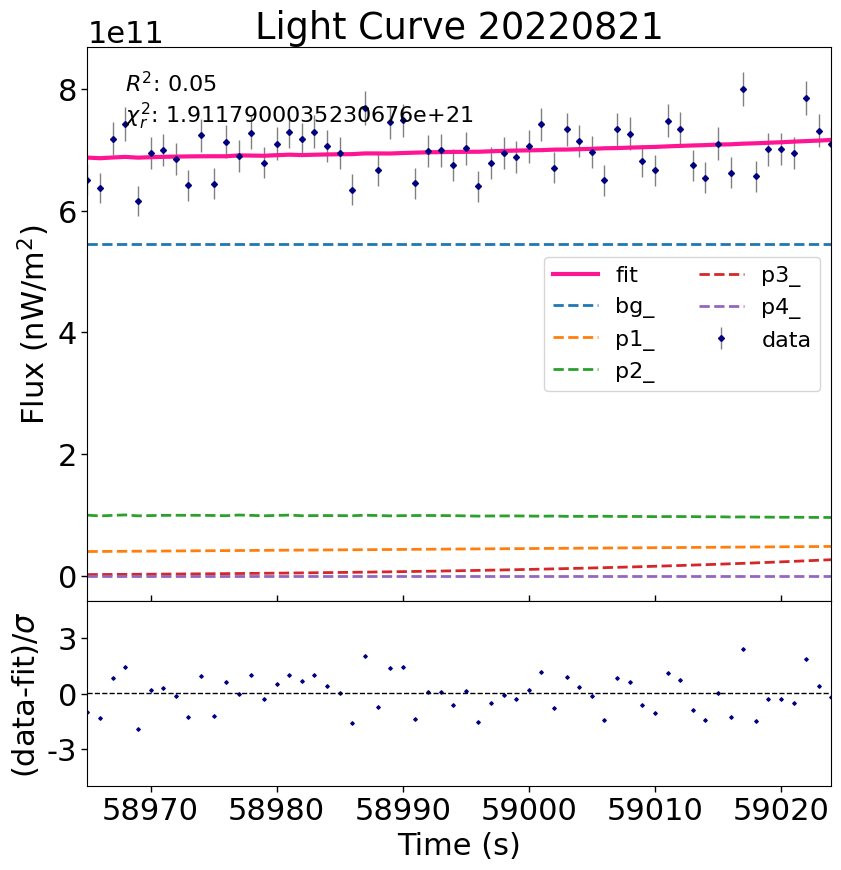 Light Curve 20220821
1e11
R²: 0.05
χ²ᵣ: 1.9117900035230676e+21
8
6
4
2
0
Flux (nW/m²)
fit
bg_
p1_
p2_
p3_
p4_
data
3
0
-3
(data-fit)/σ
58970 58980 58990 59000 59010 59020
Time (s)